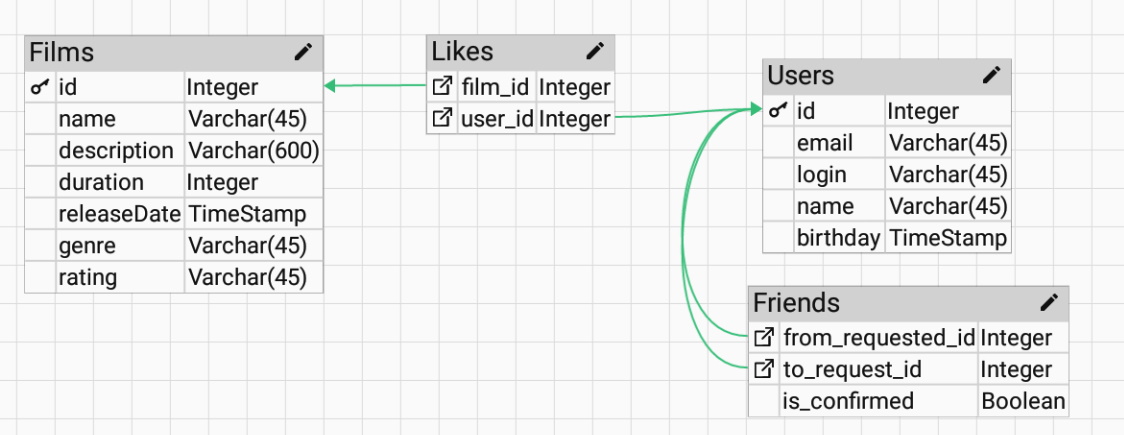 Films
id Integer
name Varchar(45)
description Varchar(600)
duration Integer
releaseDate TimeStamp
genre Varchar(45)
rating Varchar(45)
Likes
film_id Integer
user_id Integer
Users
id Integer
email Varchar(45)
login Varchar(45)
name Varchar(45)
birthday TimeStamp
Friends
from_requested_id Integer
to_request_id Integer
is_confirmed Boolean